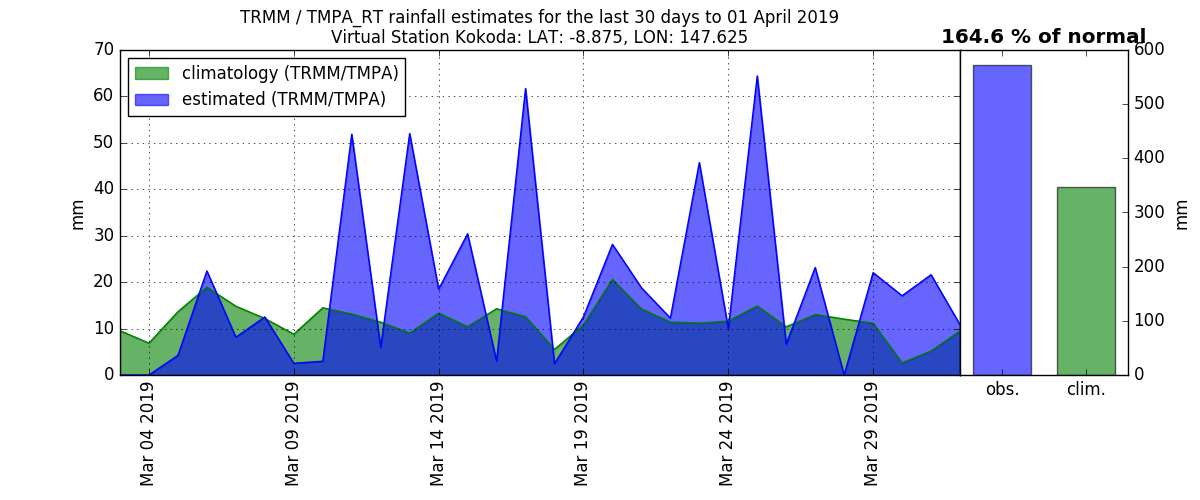 TRMM / TMPA_RT rainfall estimates for the last 30 days to 01 April 2019
Virtual Station Kokoda: LAT: -8.875, LON: 147.625
164.6 % of normal
climatology (TRMM/TMPA)
estimated (TRMM/TMPA)
70
60
50
40
30
20
10
0
mm
Mar 04 2019
Mar 09 2019
Mar 14 2019
Mar 19 2019
Mar 24 2019
Mar 29 2019
600
500
400
300
200
100
0
mm
obs.
clim.